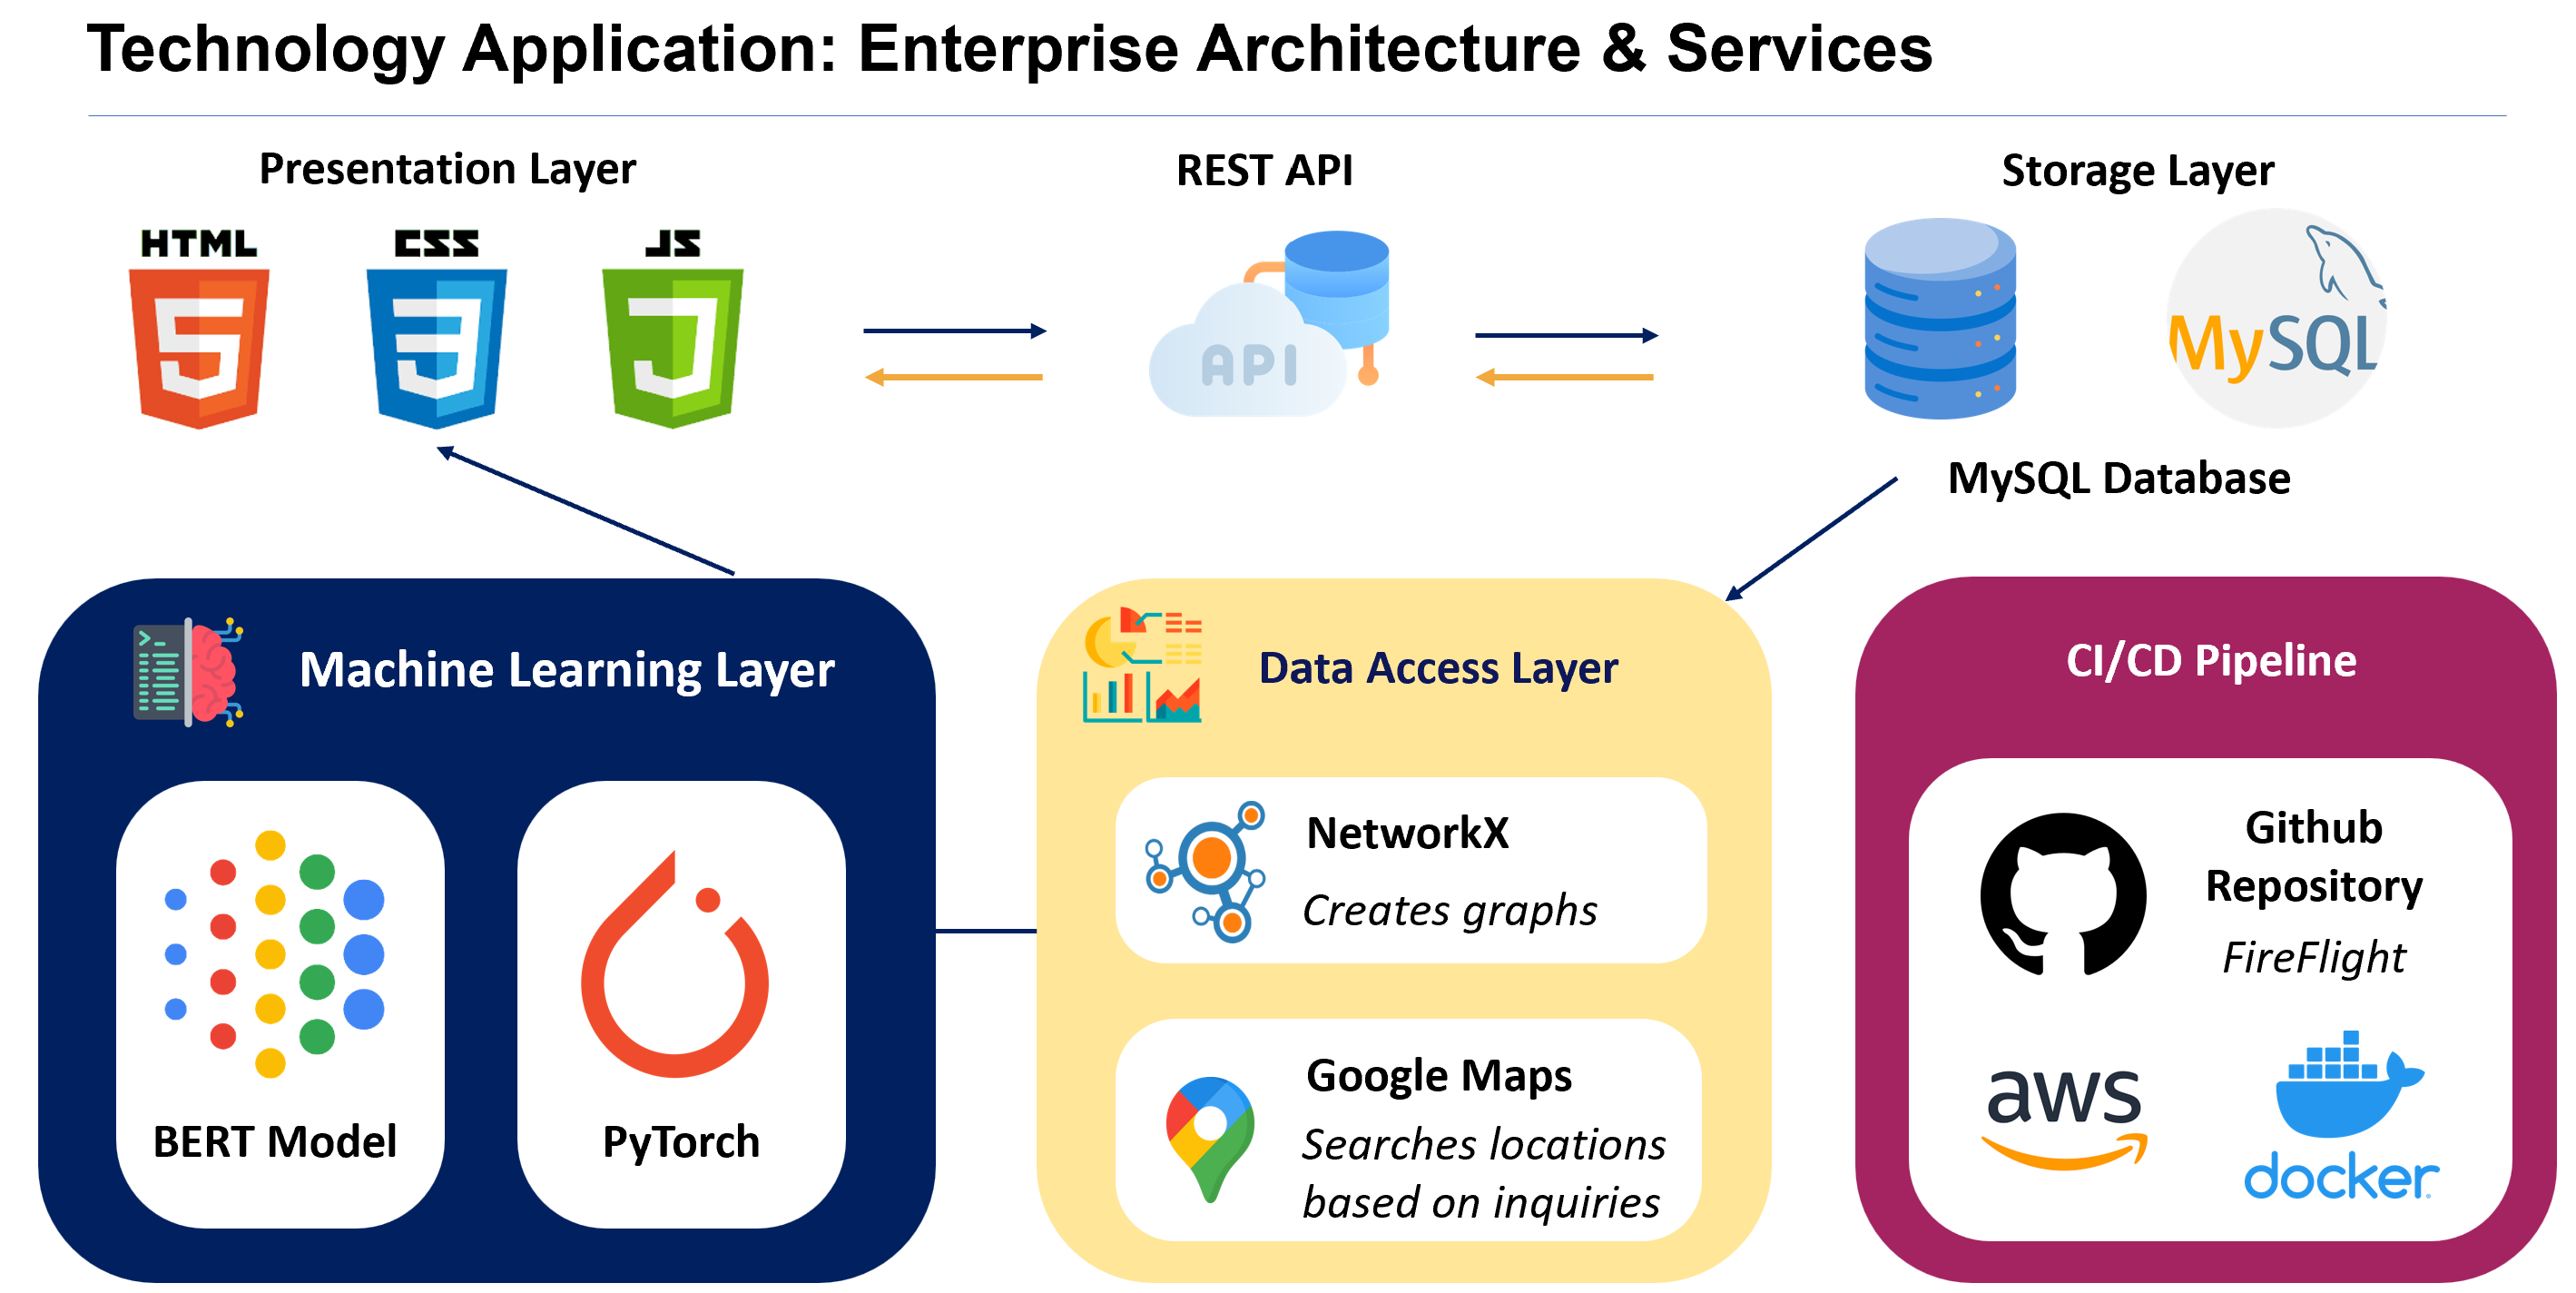 Technology Application: Enterprise Architecture & Services
Presentation Layer
REST API
Storage Layer
HTML
CSS
JS
API
MySQL
MySQL Database
Machine Learning Layer
BERT Model
PyTorch
Data Access Layer
NetworkX
Creates graphs
Google Maps
Searches locations
based on inquiries
CI/CD Pipeline
Github
Repository
FireFlight
aws
docker